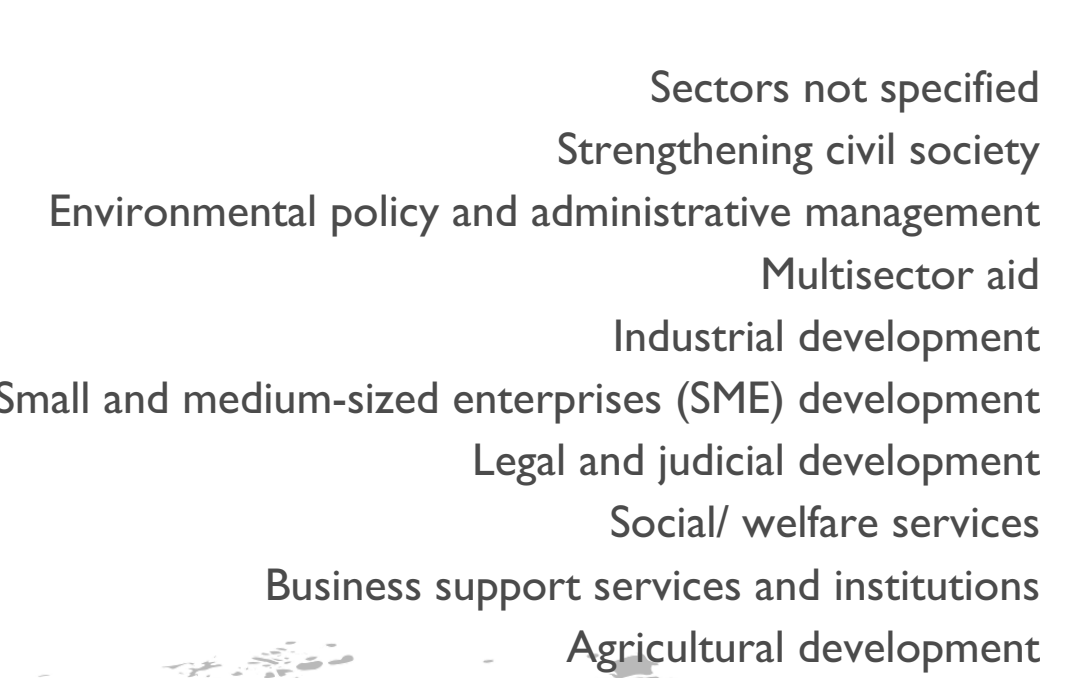 Sectors not specified
Strengthening civil society
Environmental policy and administrative management
Multisector aid
Industrial development
Small and medium-sized enterprises (SME) development
Legal and judicial development
Social/ welfare services
Business support services and institutions
Agricultural development